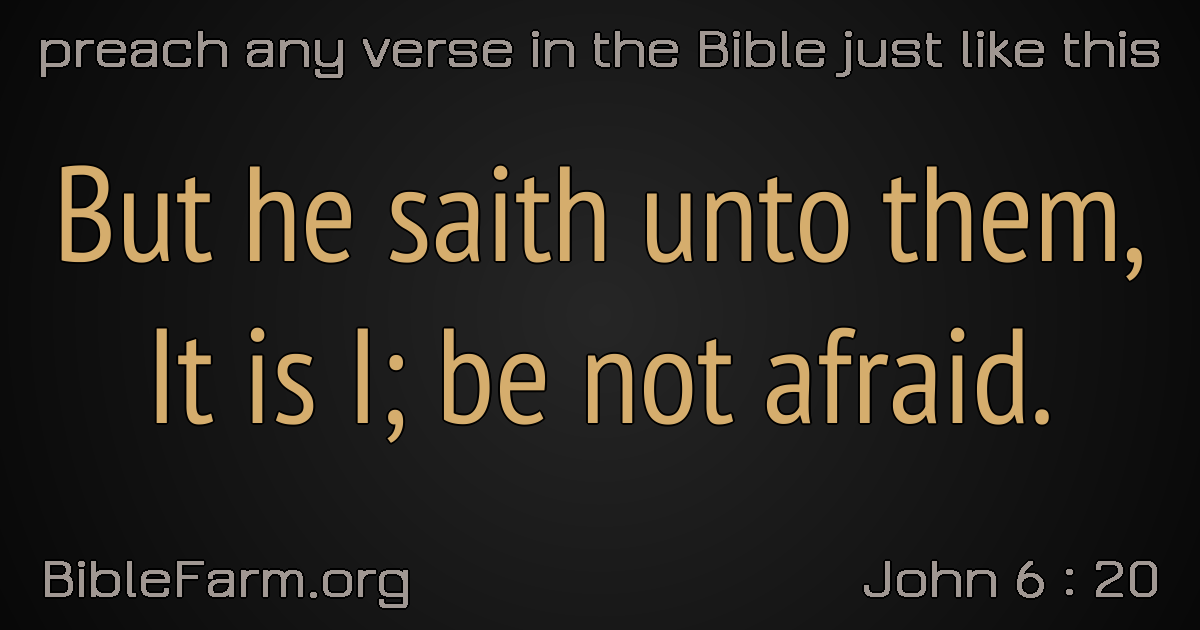 preach any verse in the Bible just like this
But he saith unto them,
It is I; be not afraid.
BibleFarm.org
John 6 : 20